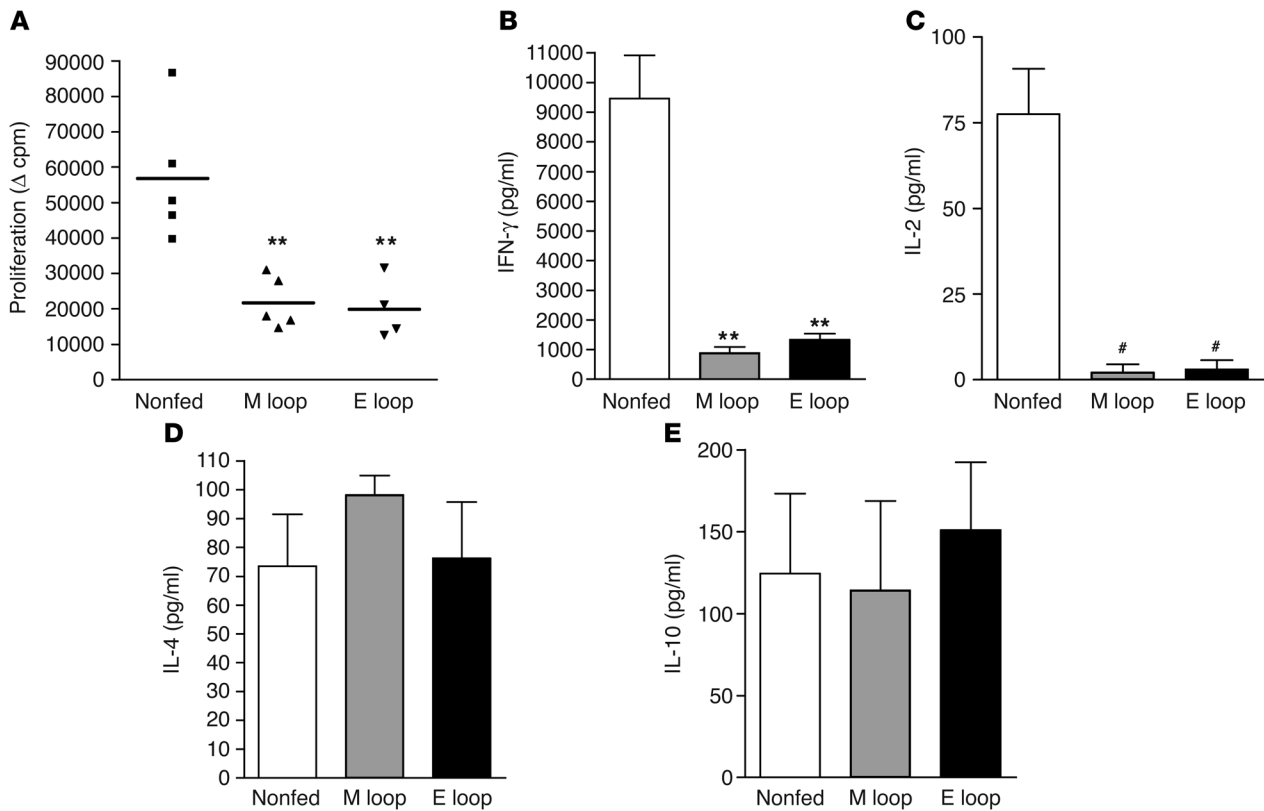 A
Proliferation (Δ cpm)
90000
80000
70000
60000
50000
40000
30000
20000
10000
0
**
**
Nonfed
M loop
E loop
B
IFN-γ (pg/ml)
11000
10000
9000
8000
7000
6000
5000
4000
3000
2000
1000
0
**
**
Nonfed
M loop
E loop
C
IL-2 (pg/ml)
100
75
50
25
0
#
#
Nonfed
M loop
E loop
D
IL-4 (pg/ml)
110
100
90
80
70
60
50
40
30
20
10
0
Nonfed
M loop
E loop
E
IL-10 (pg/ml)
200
150
100
50
0
Nonfed
M loop
E loop